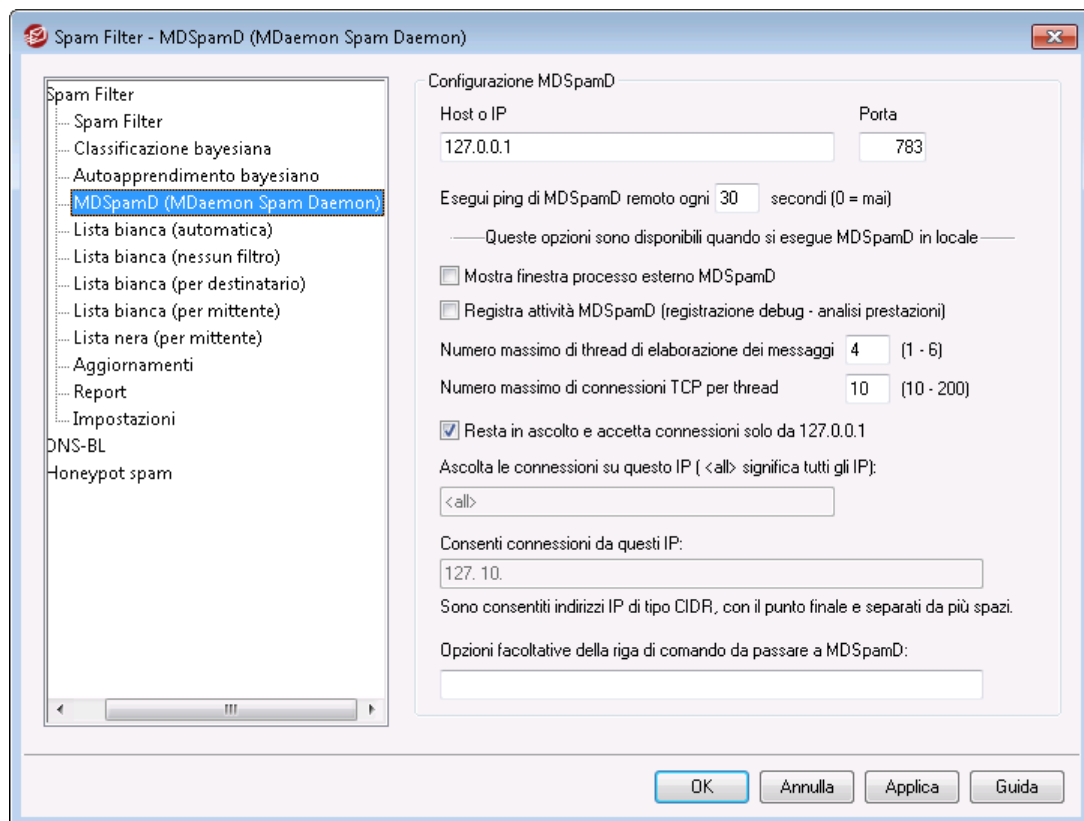 Spam Filter - MDSpamD (MDaemon Spam Daemon)
Spam Filter
Spam Filter
Classificazione bayesiana
Autoapprendimento bayesiano
MDSpamD (MDaemon Spam Daemon)
Lista bianca (automatica)
Lista bianca (nessun filtro)
Lista bianca (per destinatario)
Lista bianca (per mittente)
Lista nera (per mittente)
Aggiornamenti
Report
Impostazioni
DNS-BL
Honeypot spam
Configurazione MDSpamD
Host o IP Porta
127.0.0.1 783
Esegui ping di MDSpamD remoto ogni 30 secondi (0 = mai)
Queste opzioni sono disponibili quando si esegue MDSpamD in locale
Mostra finestra processo esterno MDSpamD
Registra attività MDSpamD (registrazione debug - analisi prestazioni)
Numero massimo di thread di elaborazione dei messaggi 4 (1 - 6)
Numero massimo di connessioni TCP per thread 10 (10 - 200)
Resta in ascolto e accetta connessioni solo da 127.0.0.1
Ascolta le connessioni su questo IP ( <all> significa tutti gli IP):
<all>
Consenti connessioni da questi IP:
127. 10.
Sono consentiti indirizzi IP di tipo CIDR, con il punto finale e separati da più spazi.
Opzioni facoltative della riga di comando da passare a MDSpamD:
OK Annulla Applica Guida